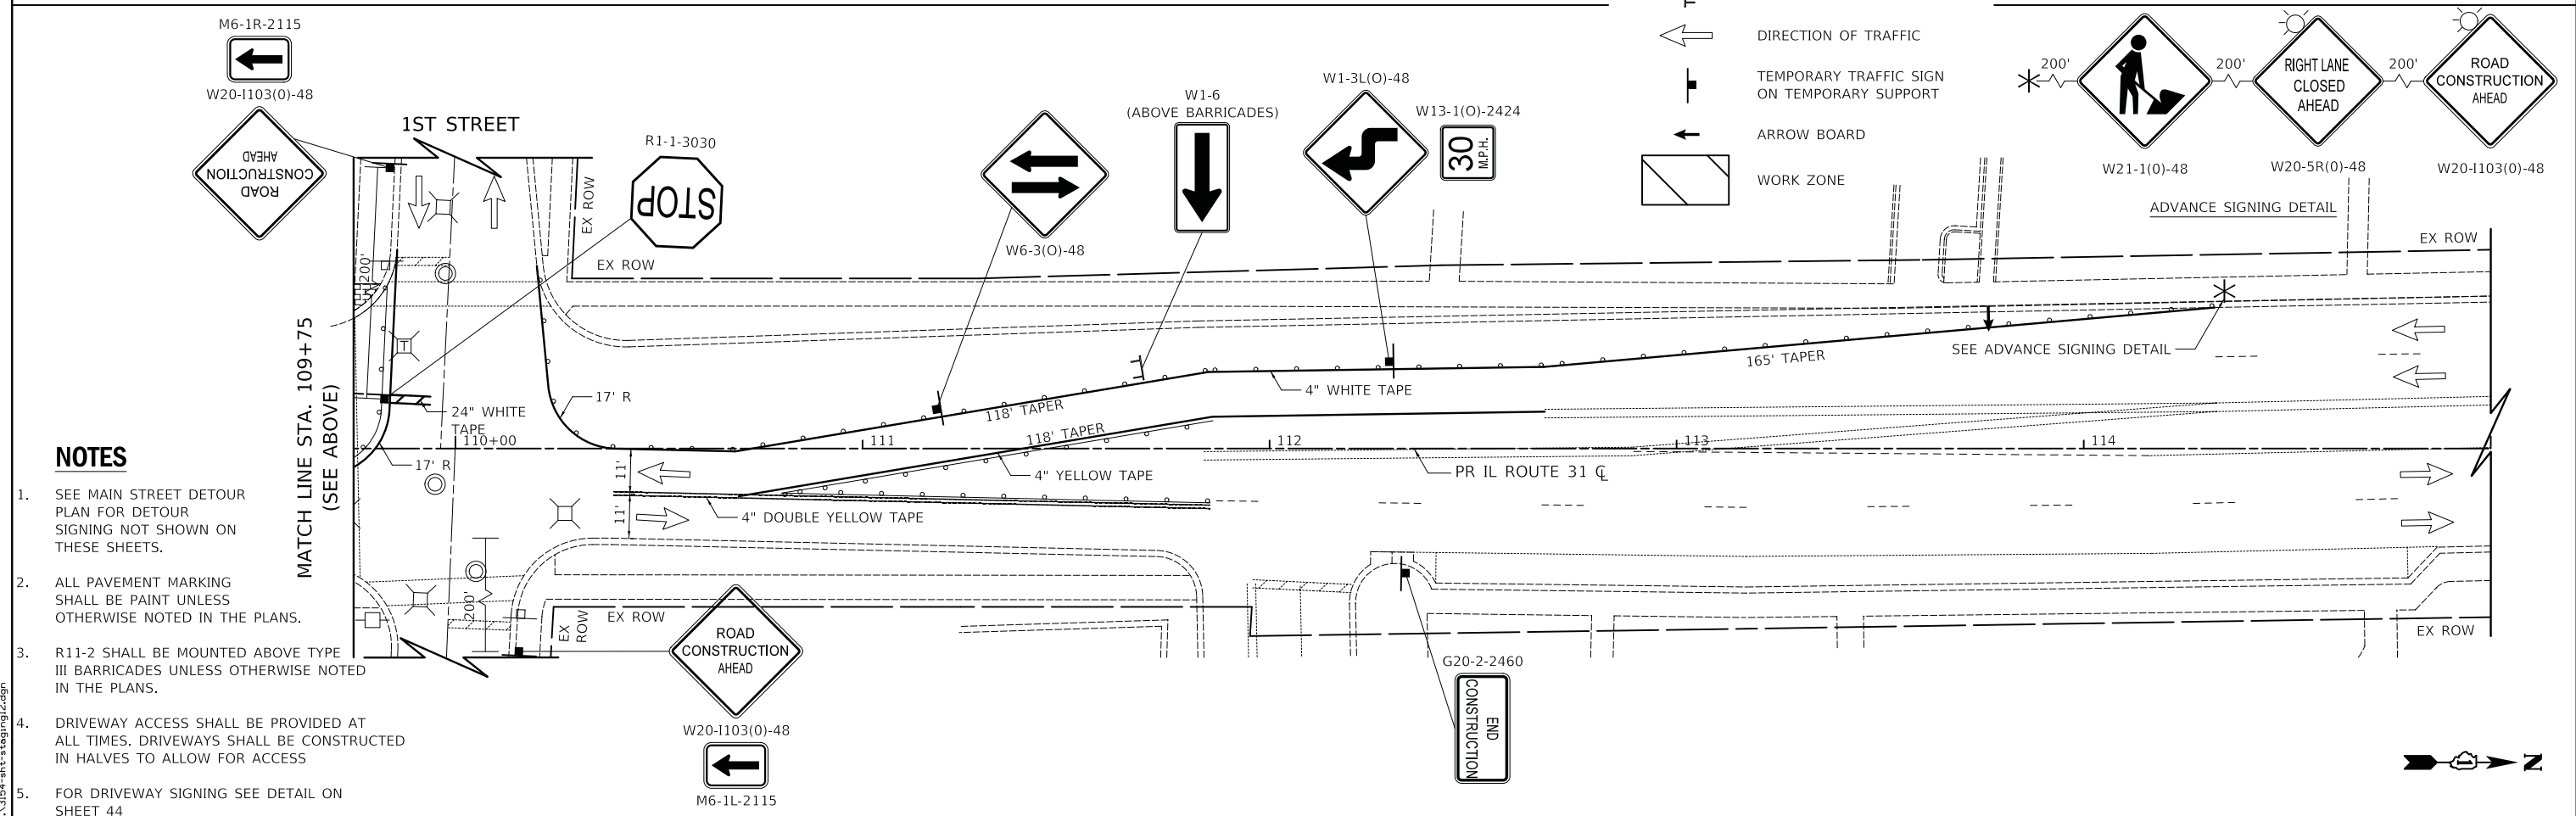 M6-1R-2115
W20-I103(0)-48
ROAD
CONSTRUCTION
AHEAD
1ST STREET
R1-1-3030
STOP
EX ROW
EX ROW
W6-3(O)-48
W1-6
(ABOVE BARRICADES)
W1-3L(O)-48
W13-1(O)-2424
30
M.P.H.
DIRECTION OF TRAFFIC
TEMPORARY TRAFFIC SIGN
ON TEMPORARY SUPPORT
ARROW BOARD
WORK ZONE
200'
200'
RIGHT LANE
CLOSED
AHEAD
200'
ROAD
CONSTRUCTION
AHEAD
W21-1(0)-48
W20-5R(0)-48
W20-I103(0)-48
ADVANCE SIGNING DETAIL
EX ROW
200'
T
MATCH LINE STA. 109+75
(SEE ABOVE)
24" WHITE
TAPE
110+00
17' R
17' R
118' TAPER
118' TAPER
4" WHITE TAPE
165' TAPER
SEE ADVANCE SIGNING DETAIL
111
112
113
114
11'
11'
4" YELLOW TAPE
4" DOUBLE YELLOW TAPE
PR IL ROUTE 31 ℄
200'
EX
ROW
EX ROW
ROAD
CONSTRUCTION
AHEAD
W20-I103(0)-48
M6-1L-2115
G20-2-2460
END
CONSTRUCTION
EX ROW
N
NOTES
1. SEE MAIN STREET DETOUR
PLAN FOR DETOUR
SIGNING NOT SHOWN ON
THESE SHEETS.
2. ALL PAVEMENT MARKING
SHALL BE PAINT UNLESS
OTHERWISE NOTED IN THE PLANS.
3. R11-2 SHALL BE MOUNTED ABOVE TYPE
III BARRICADES UNLESS OTHERWISE NOTED
IN THE PLANS.
4. DRIVEWAY ACCESS SHALL BE PROVIDED AT
ALL TIMES. DRIVEWAYS SHALL BE CONSTRUCTED
IN HALVES TO ALLOW FOR ACCESS
5. FOR DRIVEWAY SIGNING SEE DETAIL ON
SHEET 44